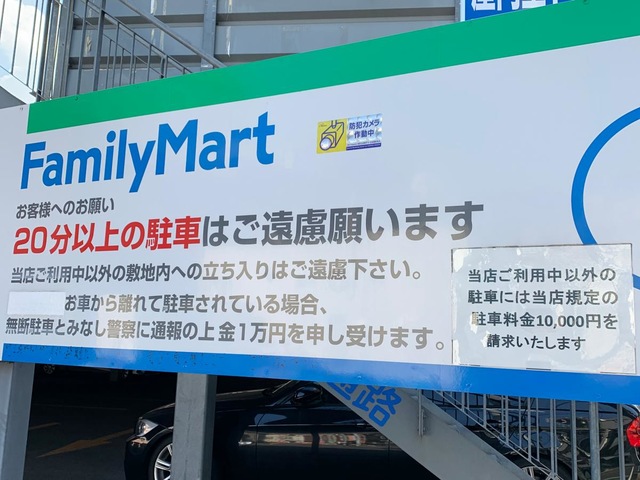 FamilyMart
防犯カメラ
作動中
お客様へのお願い
20分以上の駐車はご遠慮願います
当店ご利用中以外の敷地内への立ち入りはご遠慮下さい。
お車から離れて駐車されている場合、
無断駐車とみなし警察に通報の上金1万円を申し受けます。
当店ご利用中以外の
駐車には当店規定の
駐車料金10,000円を
請求いたします
路